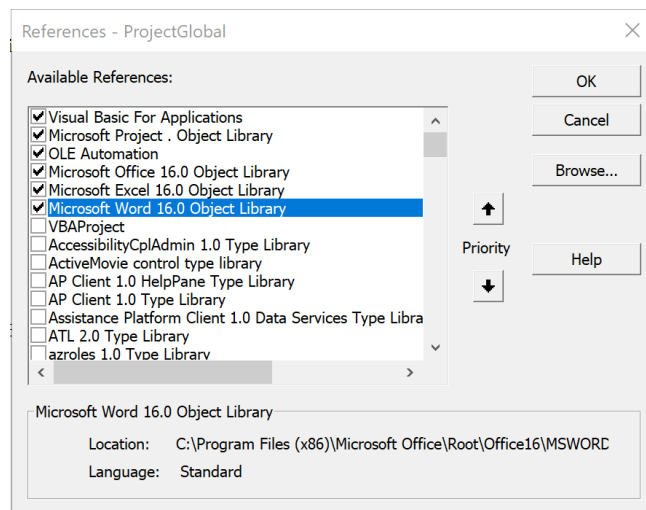 References - ProjectGlobal
Available References:
OK
Cancel
Browse...
Help
Visual Basic For Applications
Microsoft Project . Object Library
OLE Automation
Microsoft Office 16.0 Object Library
Microsoft Excel 16.0 Object Library
Microsoft Word 16.0 Object Library
VBAProject
AccessibilityCplAdmin 1.0 Type Library
ActiveMovie control type library
AP Client 1.0 HelpPane Type Library
AP Client 1.0 Type Library
Assistance Platform Client 1.0 Data Services Type Libra
ATL 2.0 Type Library
azroles 1.0 Type Library
Priority
Microsoft Word 16.0 Object Library
Location: C:\Program Files (x86)\Microsoft Office\Root\Office16\MSWORD
Language: Standard